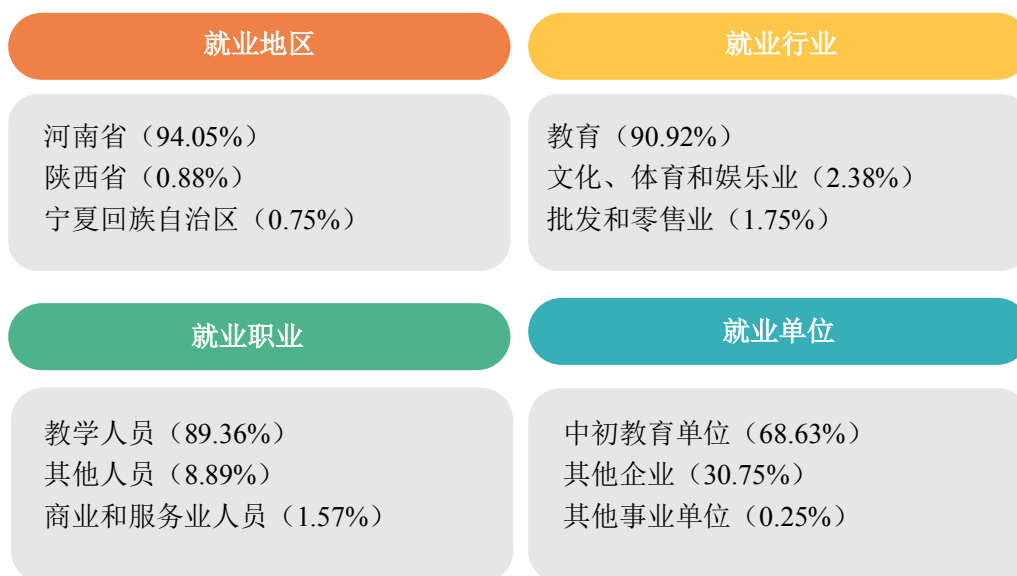 就业地区
河南省（94.05%）
陕西省（0.88%）
宁夏回族自治区（0.75%）
就业行业
教育（90.92%）
文化、体育和娱乐业（2.38%）
批发和零售业（1.75%）
就业职业
教学人员（89.36%）
其他人员（8.89%）
商业和服务业人员（1.57%）
就业单位
中初教育单位（68.63%）
其他企业（30.75%）
其他事业单位（0.25%）